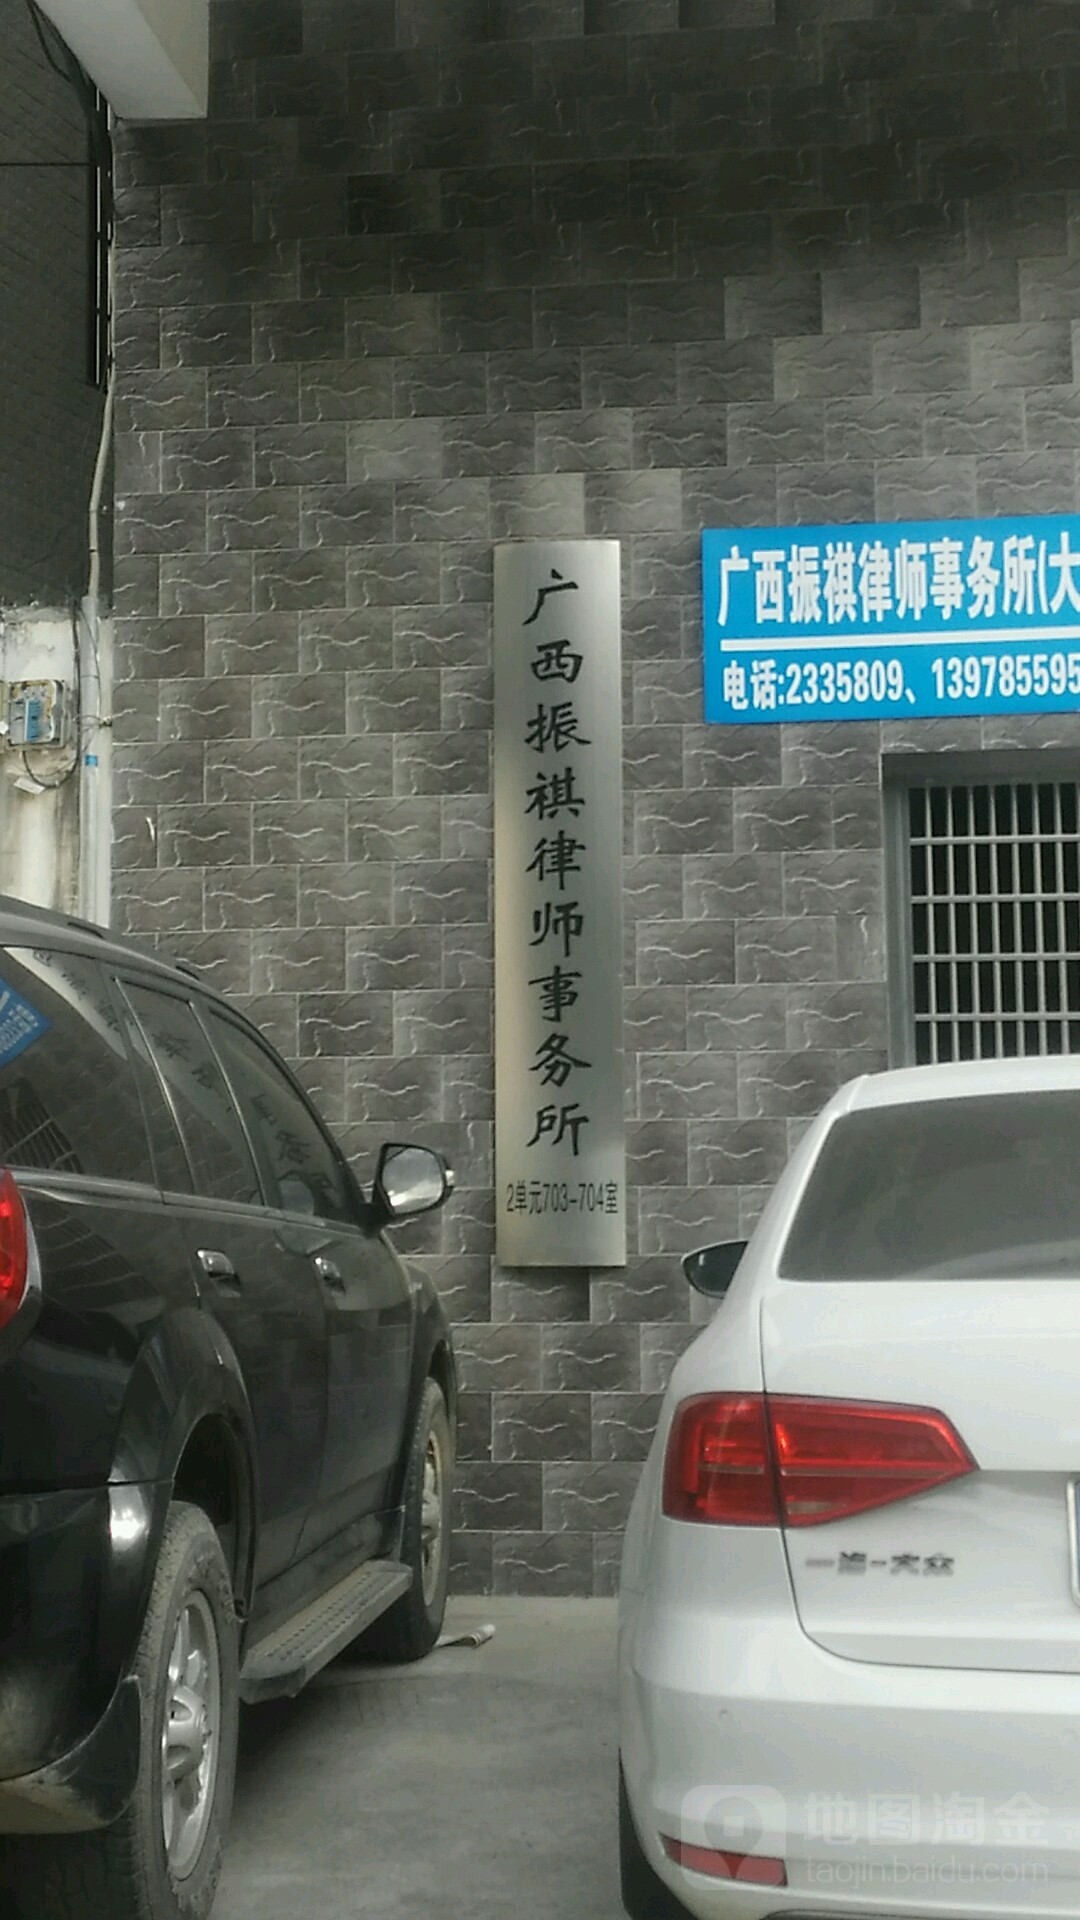 广西振祺律师事务所
2单元703-704室
广西振祺律师事务所(大
电话:2335809、139785595
一汽-大众
地图淘金
taojin.baidu.com